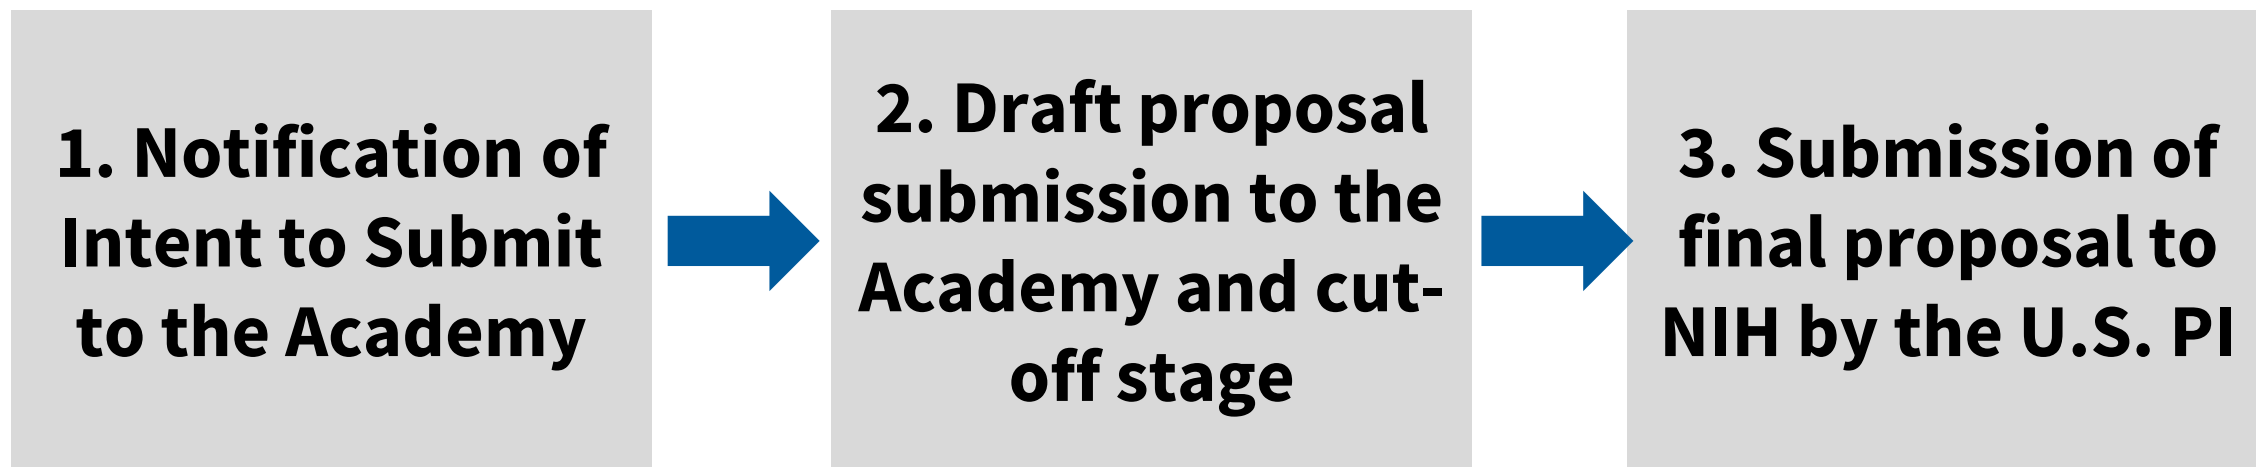 1. Notification of
Intent to Submit
to the Academy
2. Draft proposal
submission to the
Academy and cut-
off stage
3. Submission of
final proposal to
NIH by the U.S. PI